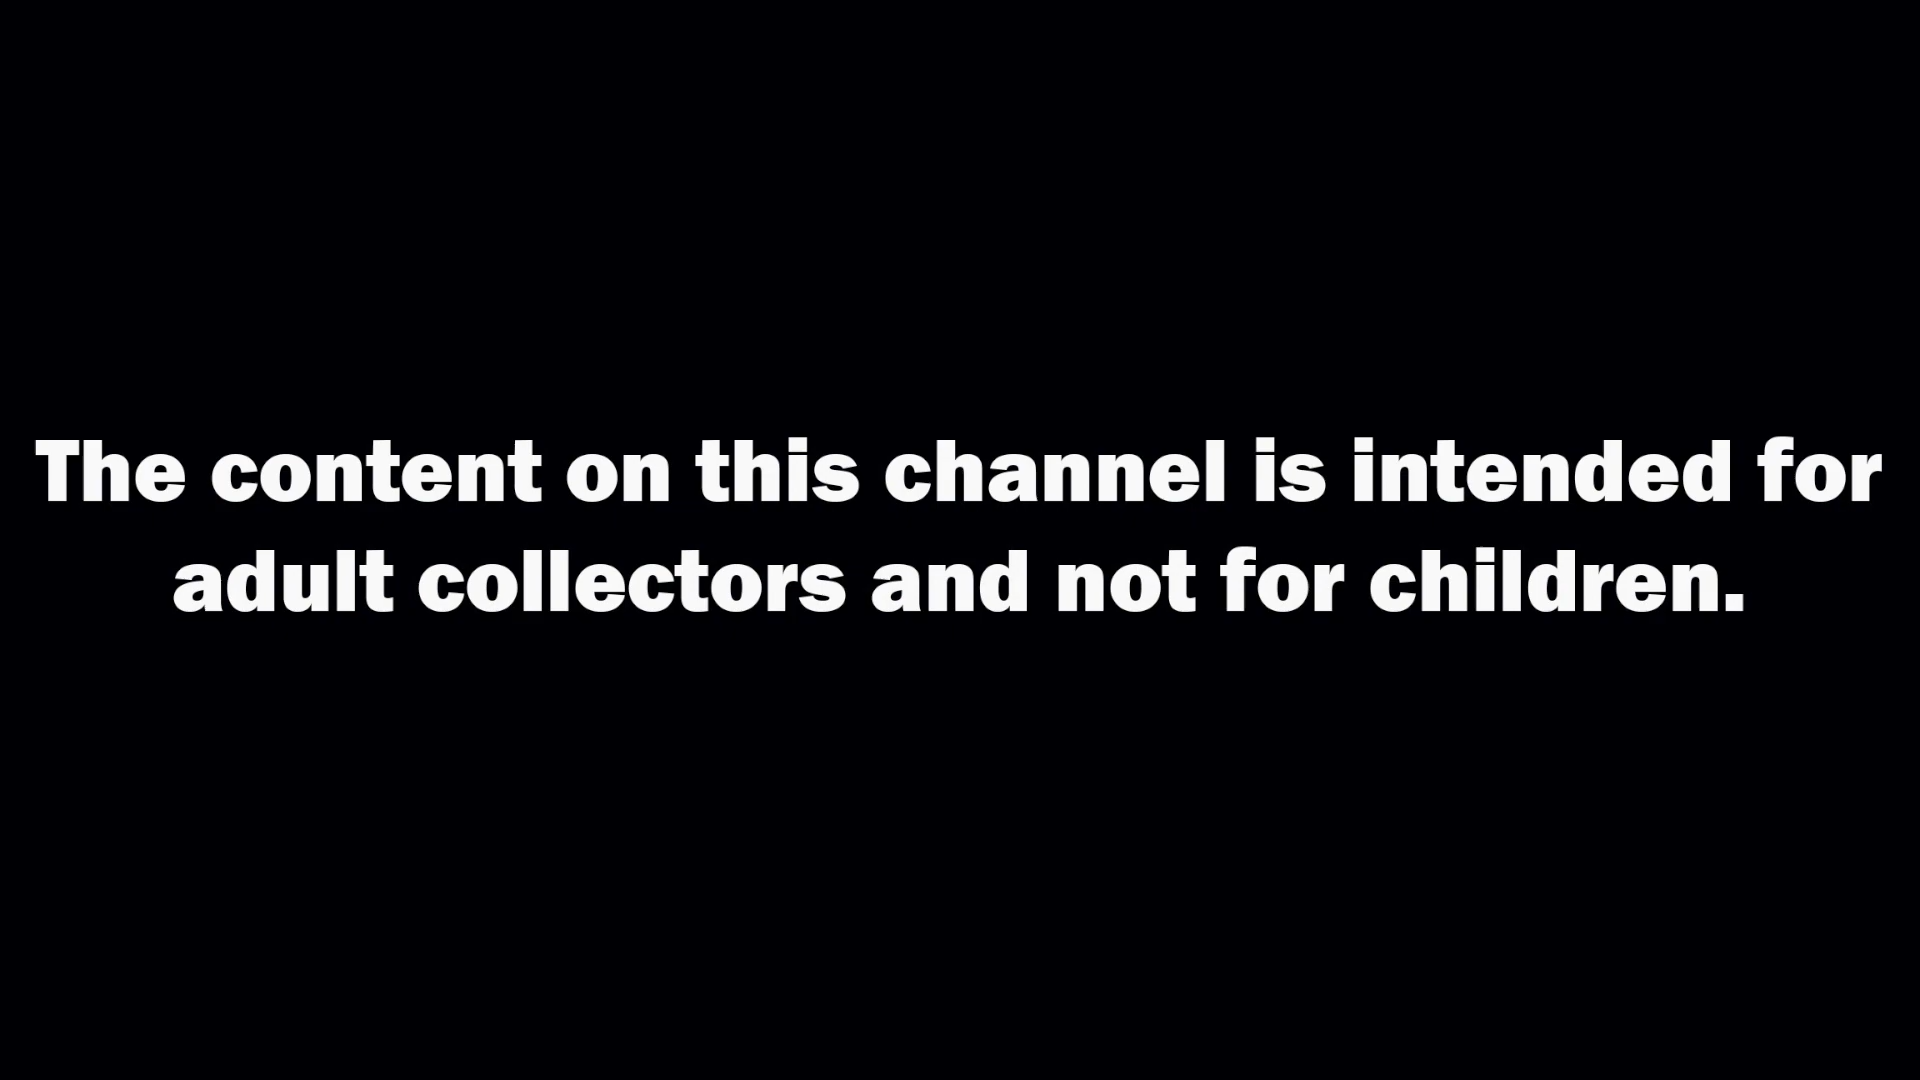 The content on this channel is intended for
adult collectors and not for children.